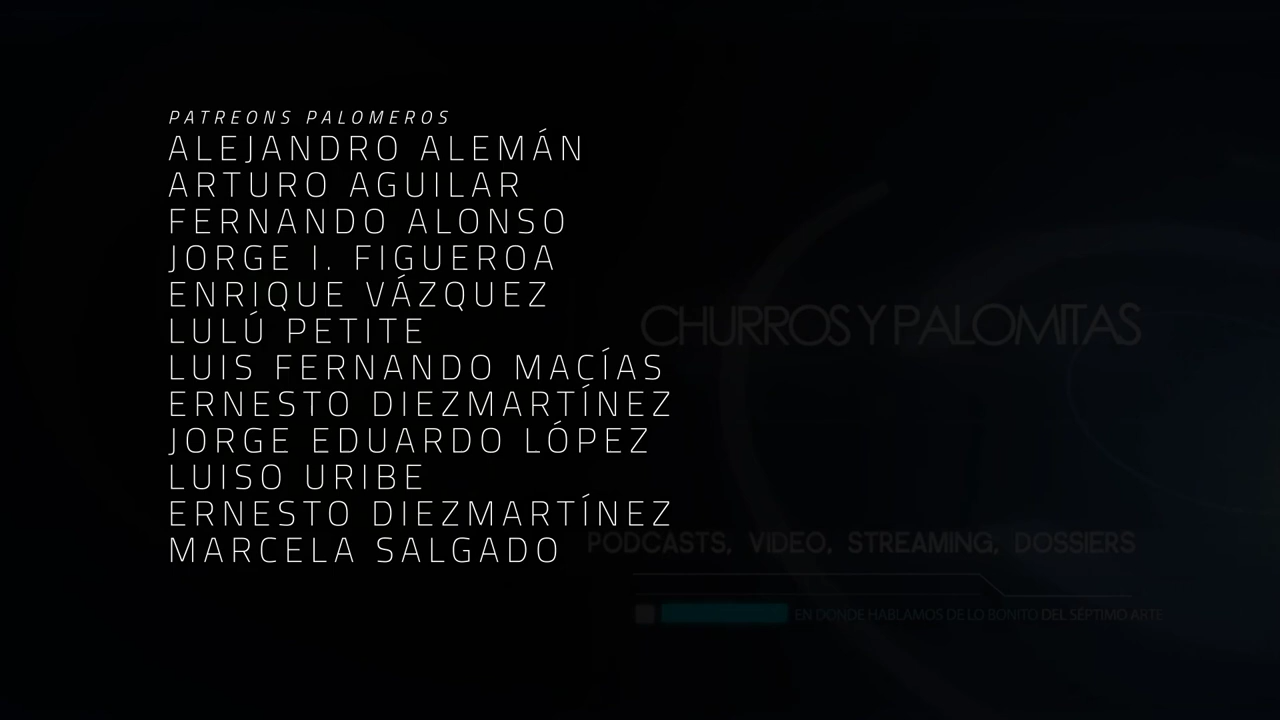 PATREONS PALOMEROS
ALEJANDRO ALEMÁN
ARTURO AGUILAR
FERNANDO ALONSO
JORGE I. FIGUEROA
ENRIQUE VÁZQUEZ
LULÚ PETITE
LUIS FERNANDO MACÍAS
ERNESTO DIEZMARTÍNEZ
JORGE EDUARDO LÓPEZ
LUISO URIBE
ERNESTO DIEZMARTÍNEZ
MARCELA SALGADO
CHURROS Y PALOMITAS
PODCASTS, VIDEO, STREAMING, DOSSIERS
EN DONDE HABLAMOS DE LO BONITO DEL SÉPTIMO ARTE